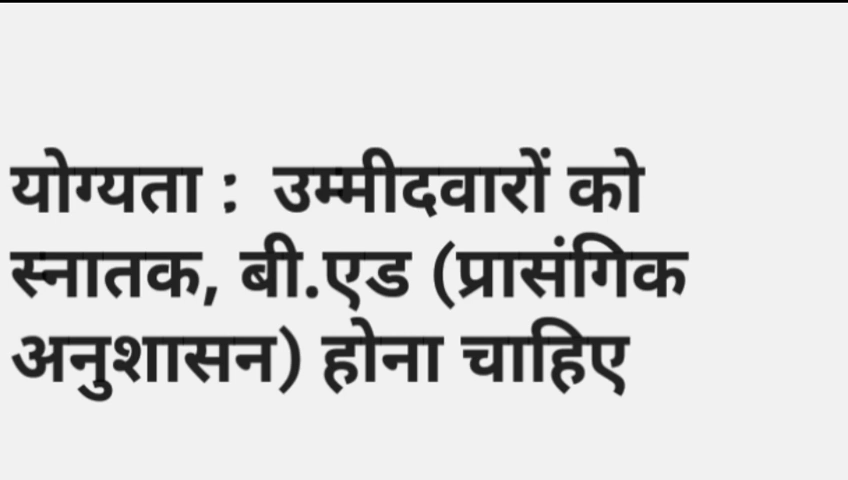 योग्यता : उम्मीदवारों को
स्नातक, बी.एड (प्रासंगिक
अनुशासन) होना चाहिए